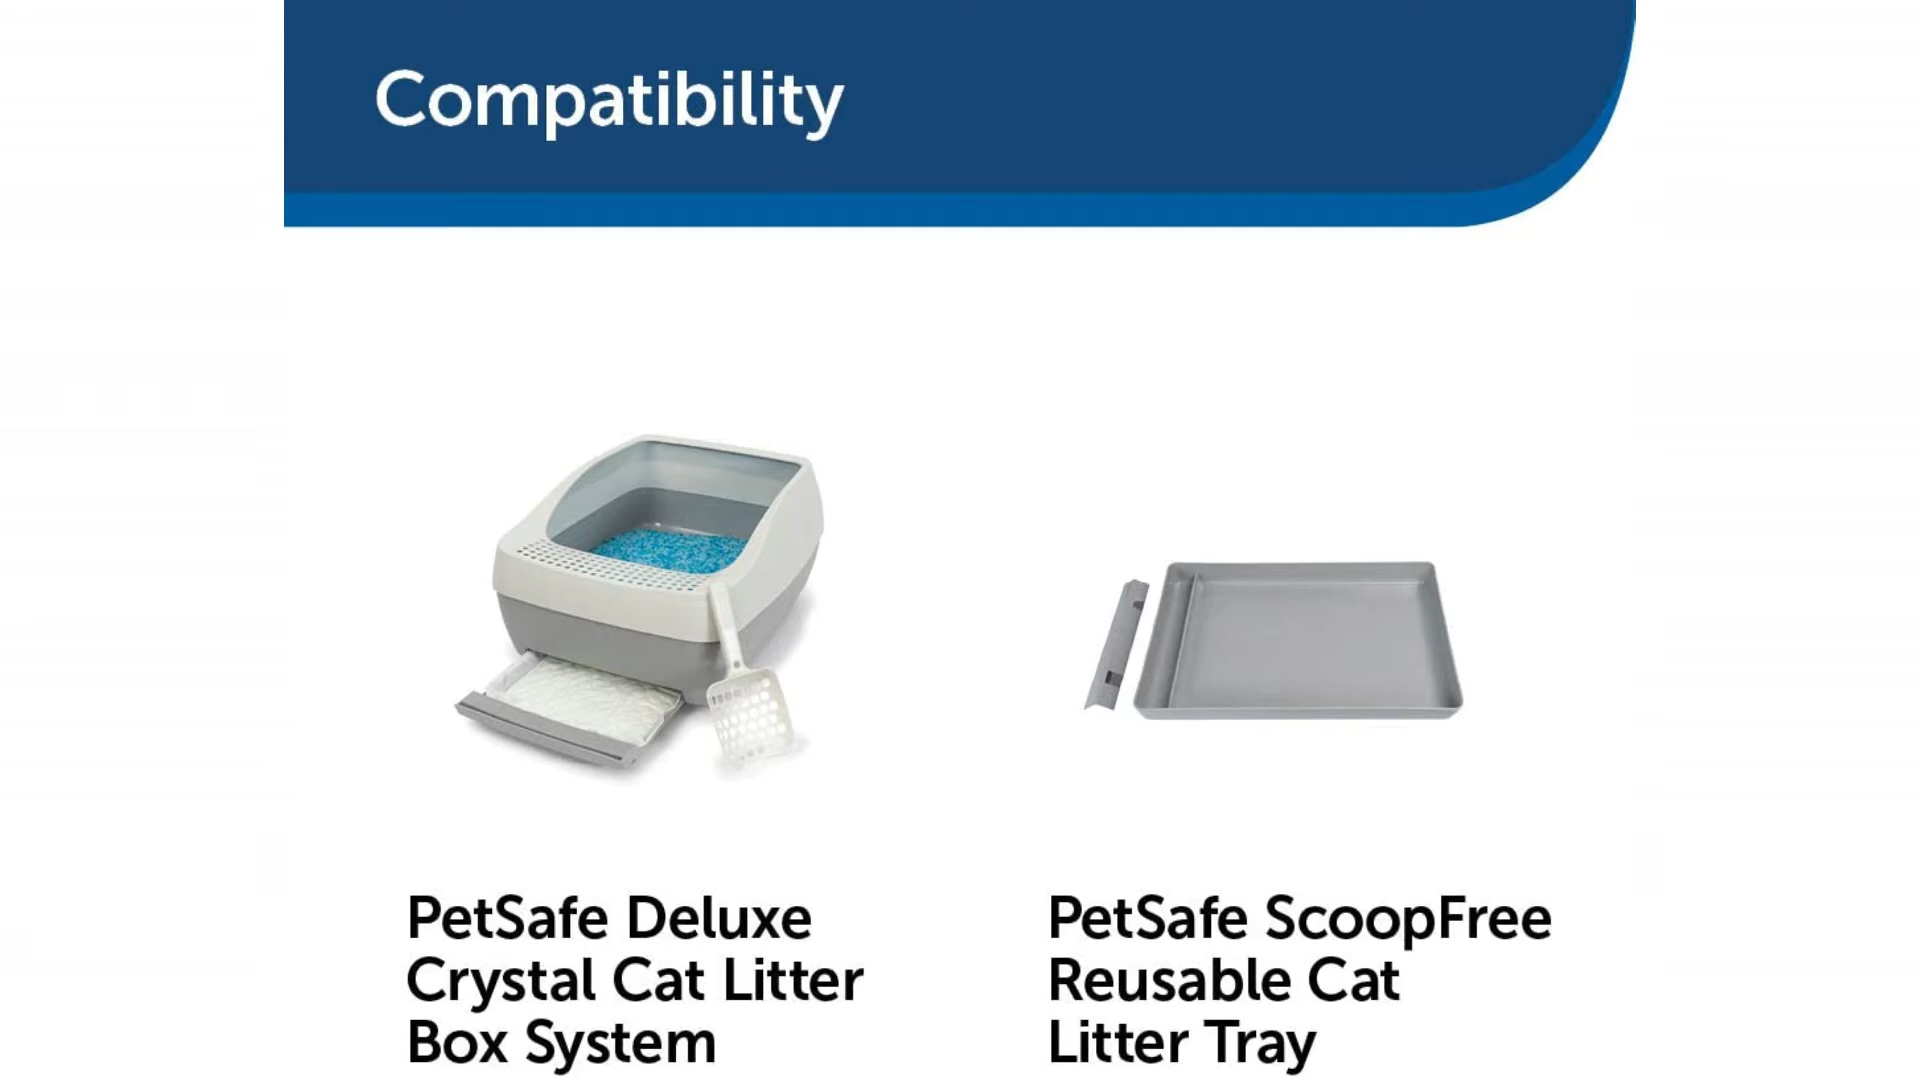 Compatibility
PetSafe Deluxe
Crystal Cat Litter
Box System
PetSafe ScoopFree
Reusable Cat
Litter Tray